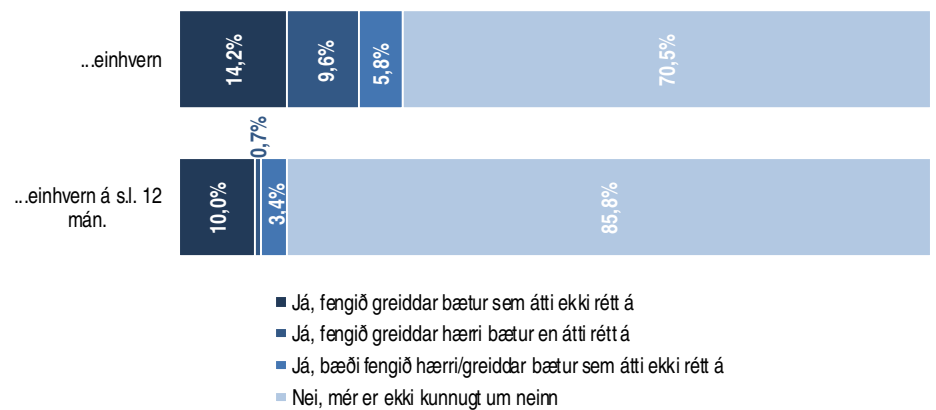 ...einhvern
14,2%
9,6%
5,8%
70,5%
...einhvern á s.l. 12
mán.
10,0%
0,7%
3,4%
85,8%
Já, fengið greiddar bætur sem átti ekki rétt á
Já, fengið greiddar hærri bætur en átti rétt á
Já, bæði fengið hærri/greiddar bætur sem átti ekki rétt á
Nei, mér er ekki kunnugt um neinn